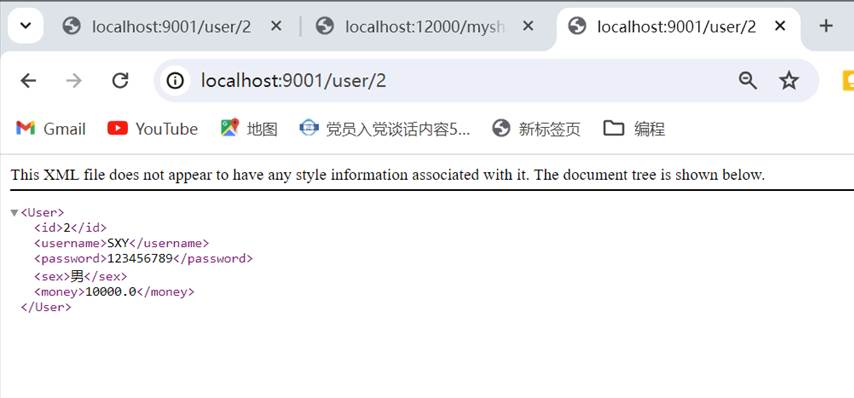 localhost:9001/user/2
localhost:12000/mysh
localhost:9001/user/2
localhost:9001/user/2
Gmail
YouTube
地图
党员入党谈话内容5...
新标签页
编程
This XML file does not appear to have any style information associated with it. The document tree is shown below.
<User>
<id>2</id>
<username>SXY</username>
<password>123456789</password>
<sex>男</sex>
<money>10000.0</money>
</User>